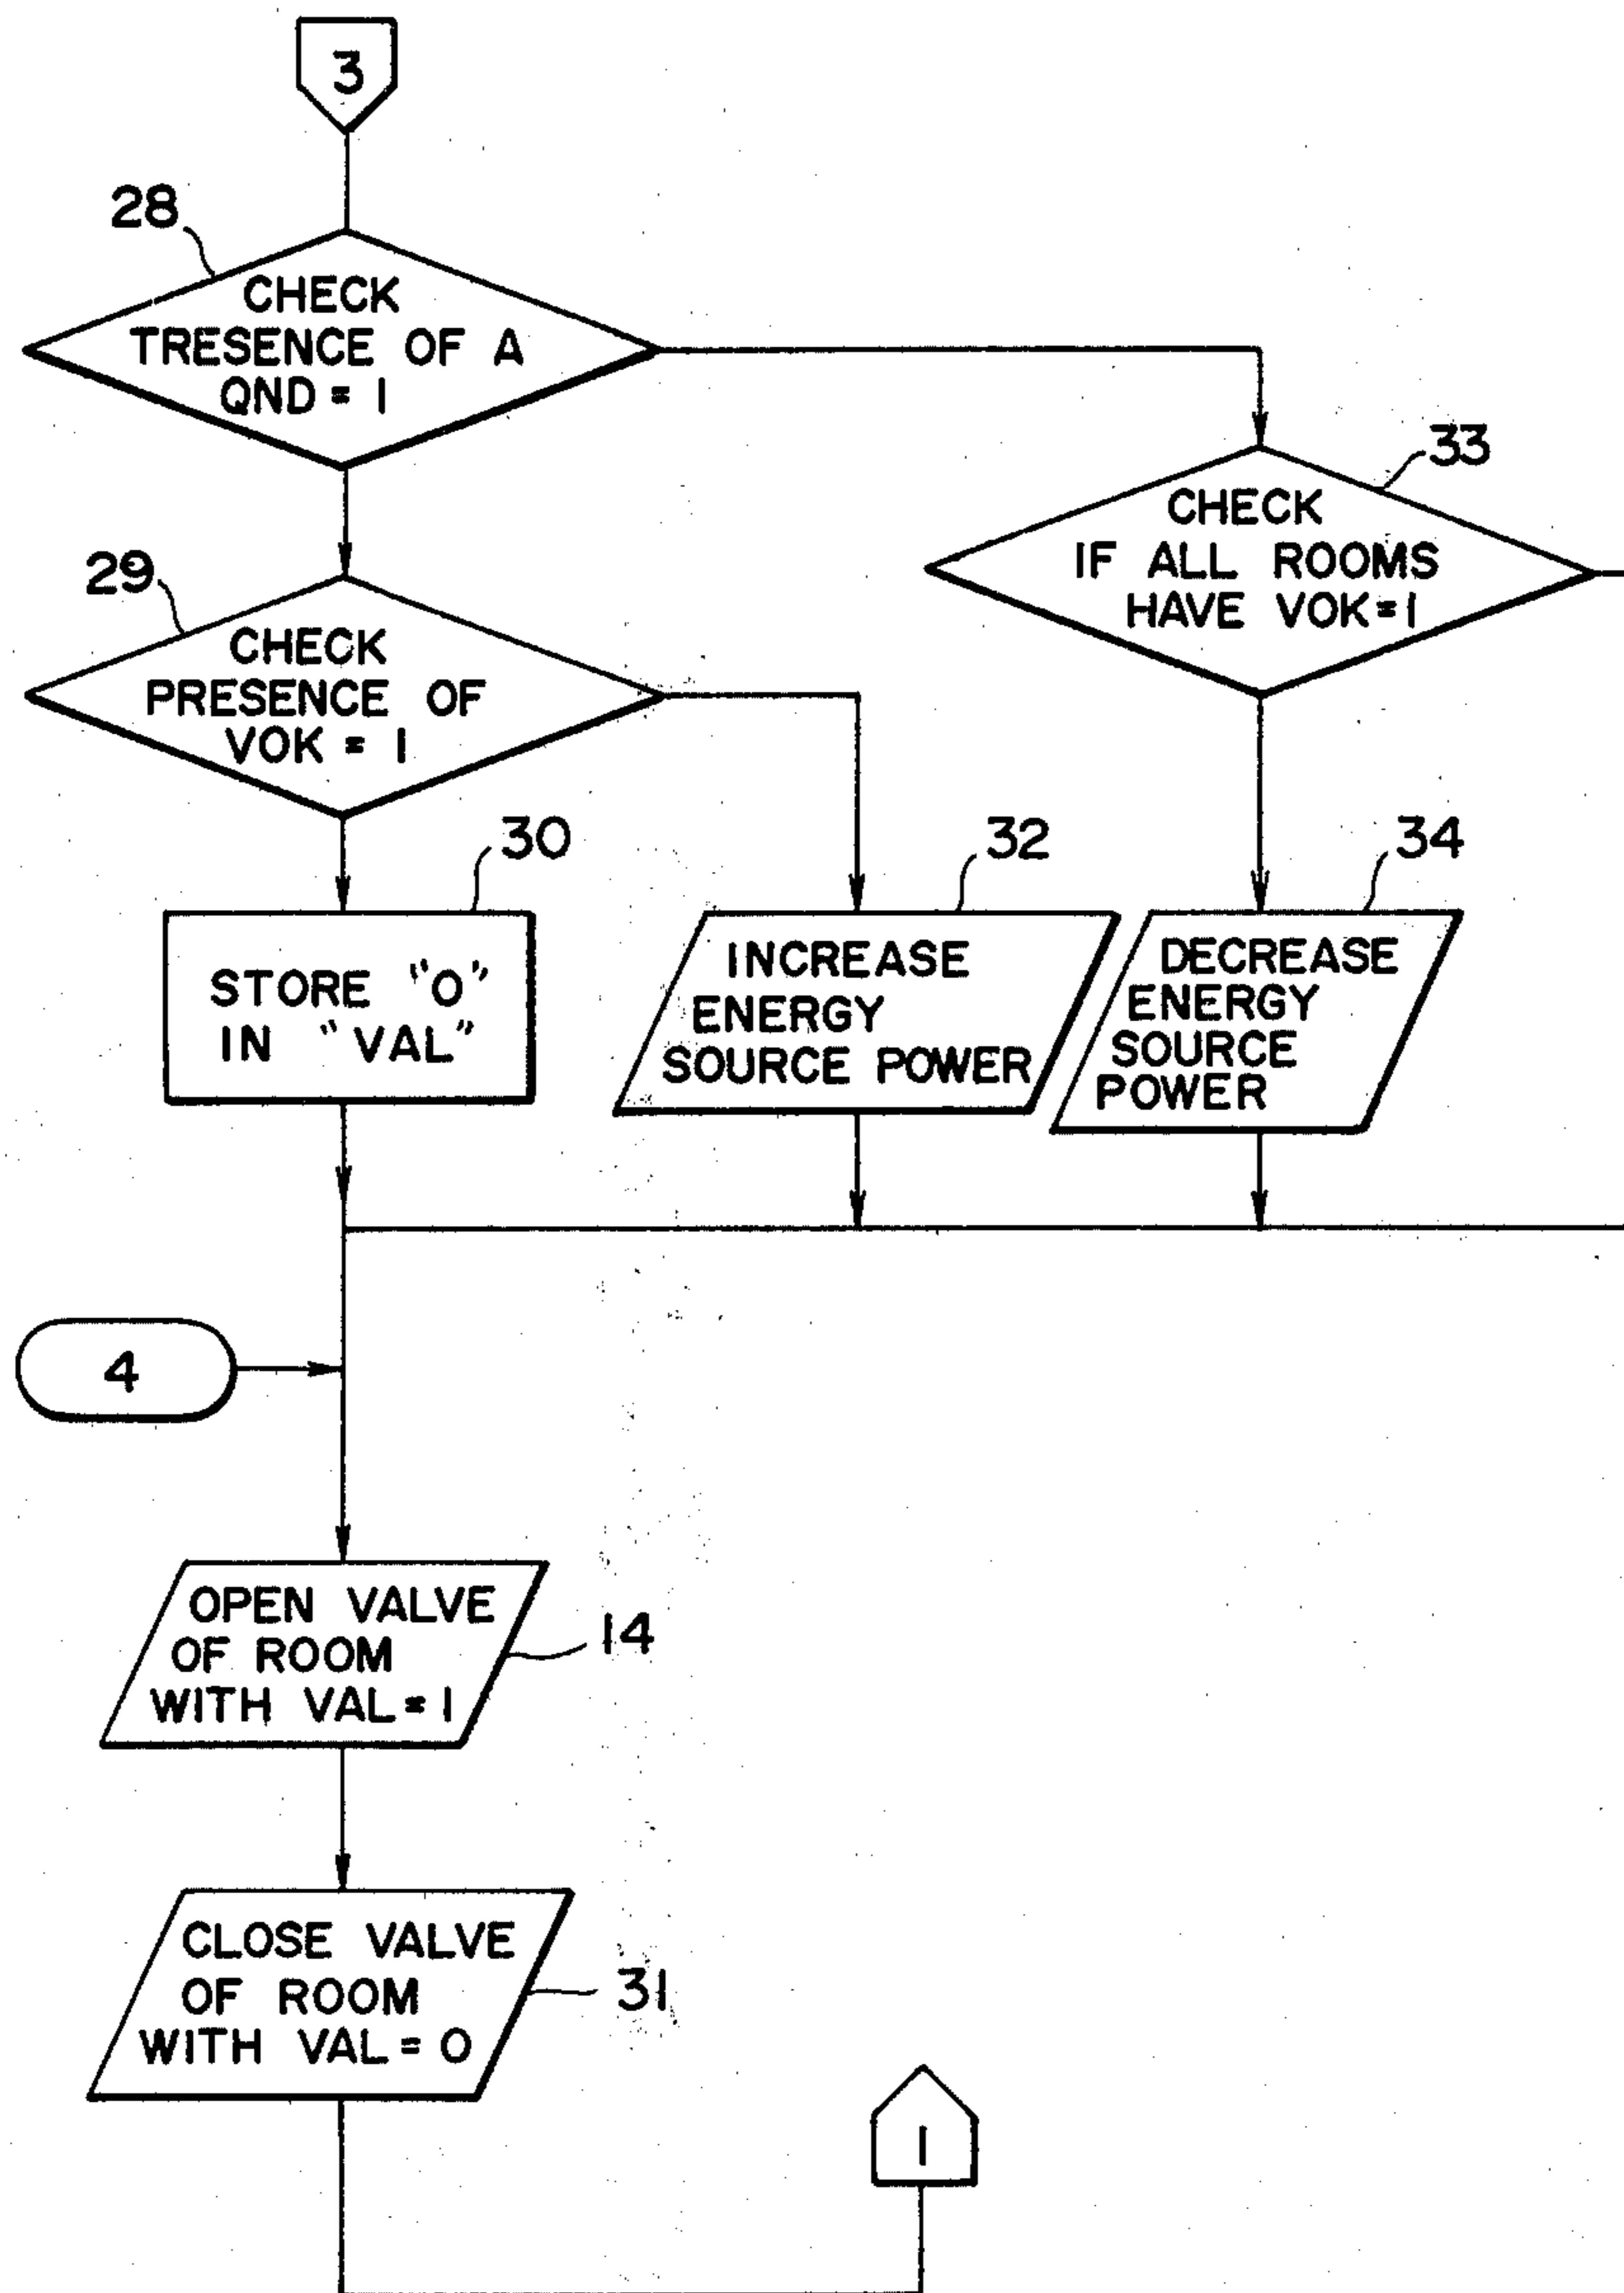 3
28
CHECK
TRESENCE OF A
QND = 1
33
CHECK
IF ALL ROOMS
HAVE VOK=1
29
CHECK
PRESENCE OF
VOK = 1
30
STORE "0"
IN "VAL"
32
INCREASE
ENERGY
SOURCE POWER
34
DECREASE
ENERGY
SOURCE
POWER
4
OPEN VALVE
OF ROOM
WITH VAL=1
14
CLOSE VALVE
OF ROOM
WITH VAL=0
31
1